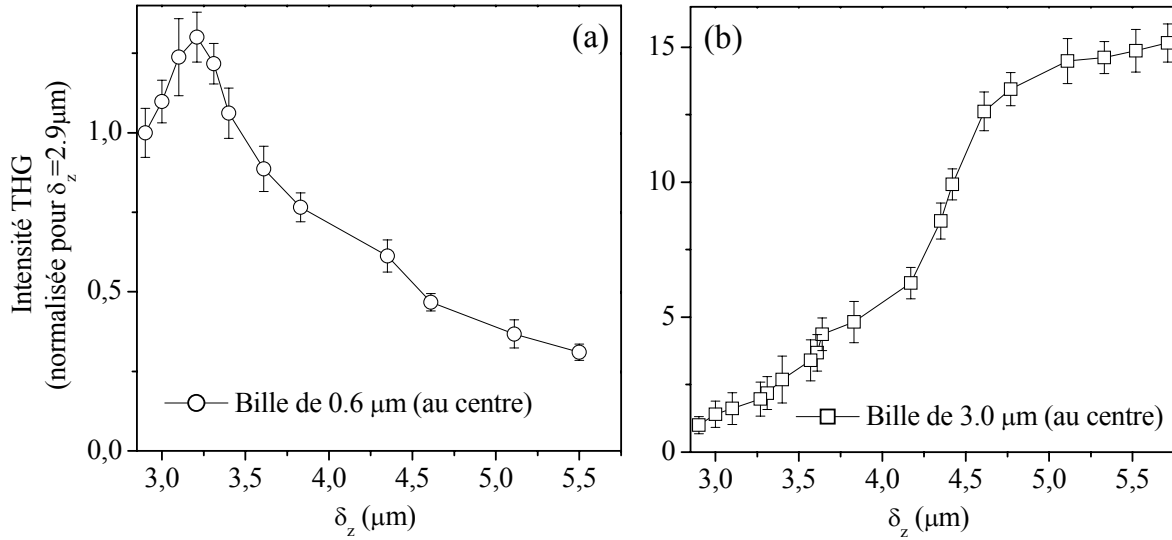 (a)
(b)
Intensité THG
(normalisée pour δz=2.9μm)
1,0
0,5
0,0
Bille de 0.6 μm (au centre)
3,0 3,5 4,0 4,5 5,0 5,5
δz (μm)
15
10
5
0
Bille de 3.0 μm (au centre)
3,0 3,5 4,0 4,5 5,0 5,5
δz (μm)